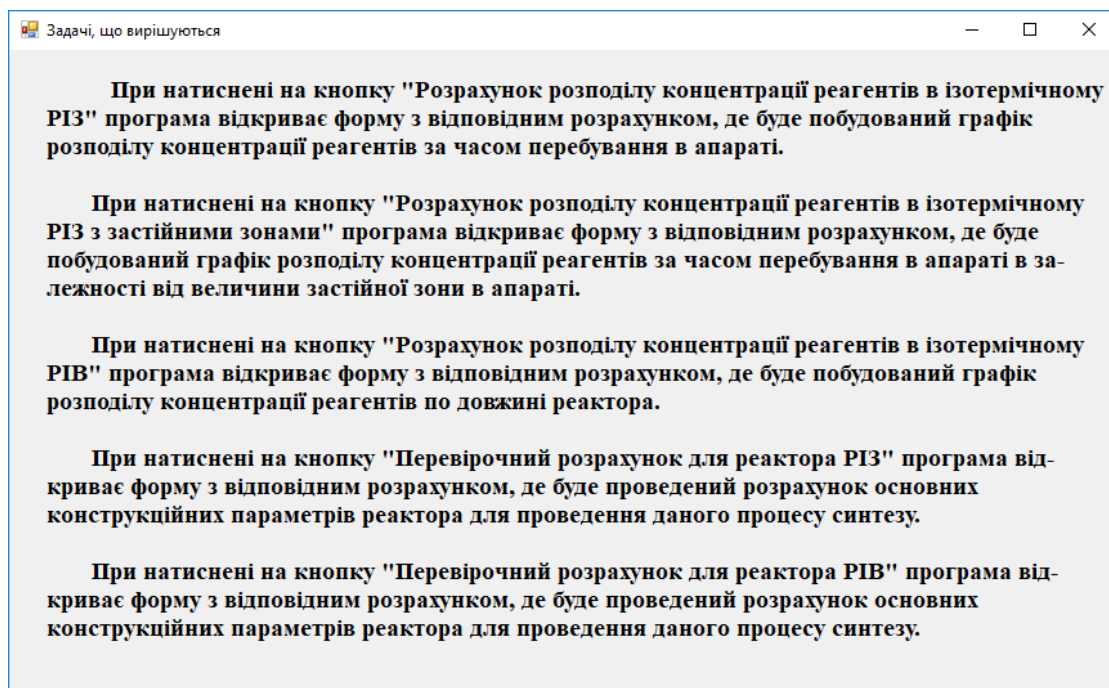 Задачі, що вирішуються
При натиснені на кнопку "Розрахунок розподілу концентрації реагентів в ізотермічному
РІЗ" програма відкриває форму з відповідним розрахунком, де буде побудований графік
розподілу концентрації реагентів за часом перебування в апараті.
При натиснені на кнопку "Розрахунок розподілу концентрації реагентів в ізотермічному
РІЗ з застійними зонами" програма відкриває форму з відповідним розрахунком, де буде
побудований графік розподілу концентрації реагентів за часом перебування в апараті в за-
лежності від величини застійної зони в апараті.
При натиснені на кнопку "Розрахунок розподілу концентрації реагентів в ізотермічному
РІВ" програма відкриває форму з відповідним розрахунком, де буде побудований графік
розподілу концентрації реагентів по довжині реактора.
При натиснені на кнопку "Перевірочний розрахунок для реактора РІЗ" програма від-
криває форму з відповідним розрахунком, де буде проведений розрахунок основних
конструкційних параметрів реактора для проведення даного процесу синтезу.
При натиснені на кнопку "Перевірочний розрахунок для реактора РІВ" програма від-
криває форму з відповідним розрахунком, де буде проведений розрахунок основних
конструкційних параметрів реактора для проведення даного процесу синтезу.